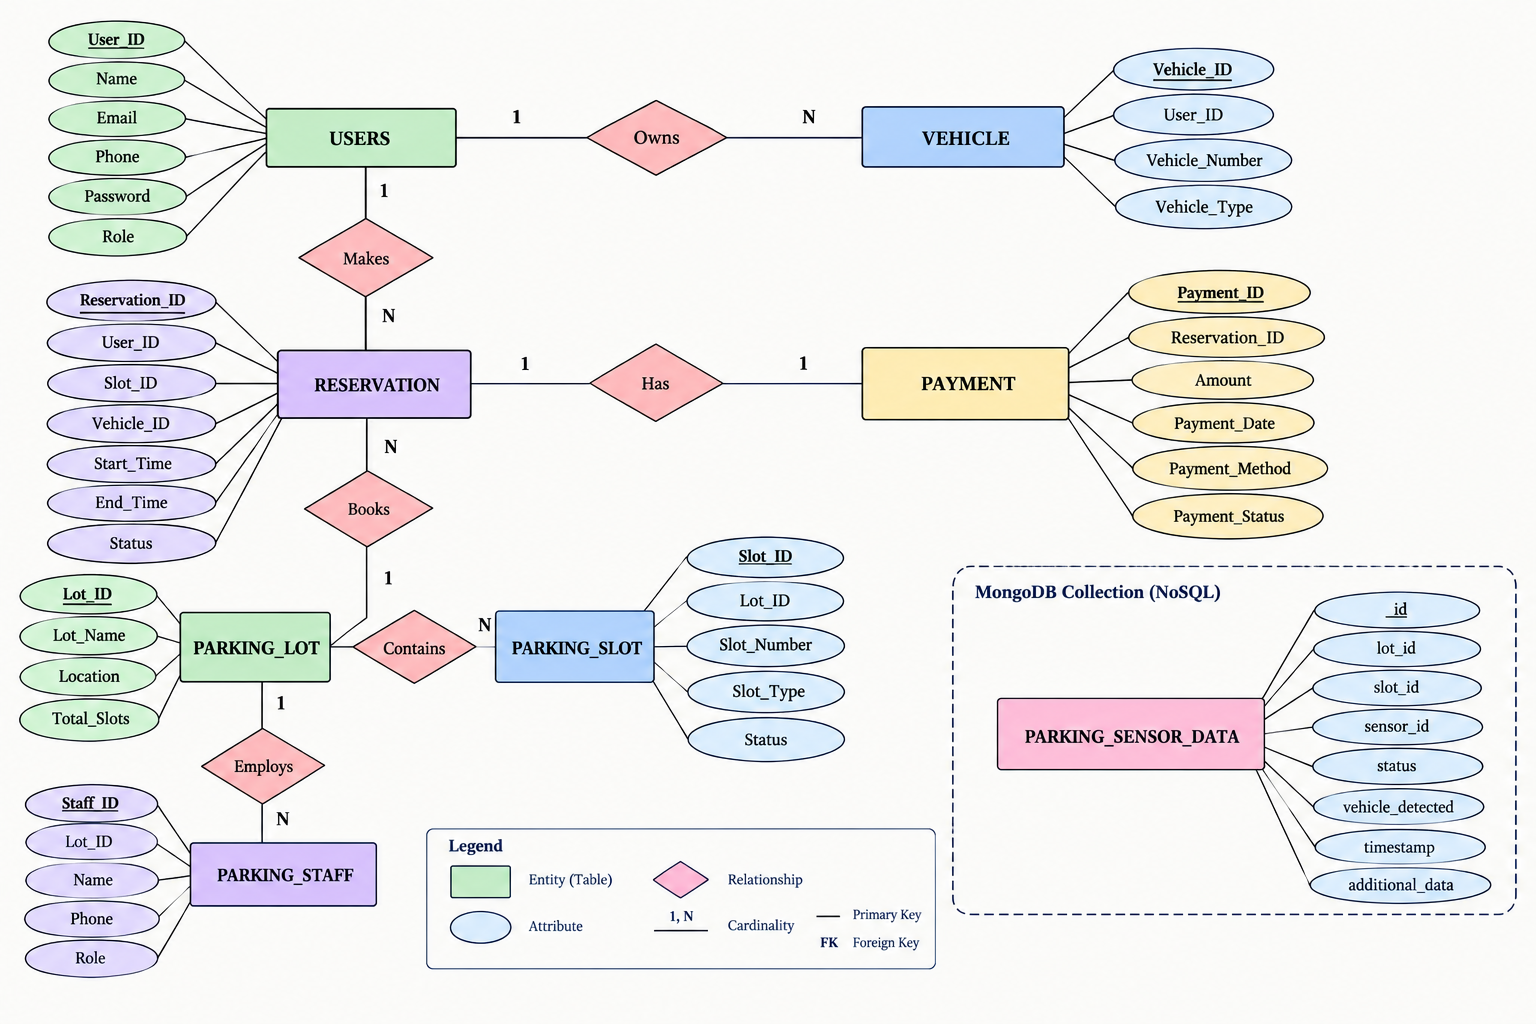 User_ID
Name
Email
Phone
Password
Role
USERS
1
Owns
N
VEHICLE
Vehicle_ID
User_ID
Vehicle_Number
Vehicle_Type
1
Makes
N
Reservation_ID
User_ID
Slot_ID
Vehicle_ID
Start_Time
End_Time
Status
RESERVATION
1
Has
1
PAYMENT
Payment_ID
Reservation_ID
Amount
Payment_Date
Payment_Method
Payment_Status
N
Books
1
Lot_ID
Lot_Name
Location
Total_Slots
PARKING_LOT
Contains
N
PARKING_SLOT
Slot_ID
Lot_ID
Slot_Number
Slot_Type
Status
1
Employs
N
Staff_ID
Lot_ID
Name
Phone
Role
PARKING_STAFF
MongoDB Collection (NoSQL)
PARKING_SENSOR_DATA
_id
lot_id
slot_id
sensor_id
status
vehicle_detected
timestamp
additional_data
Legend
Entity (Table)
Relationship
Attribute
1, N
Cardinality
Primary Key
FK Foreign Key